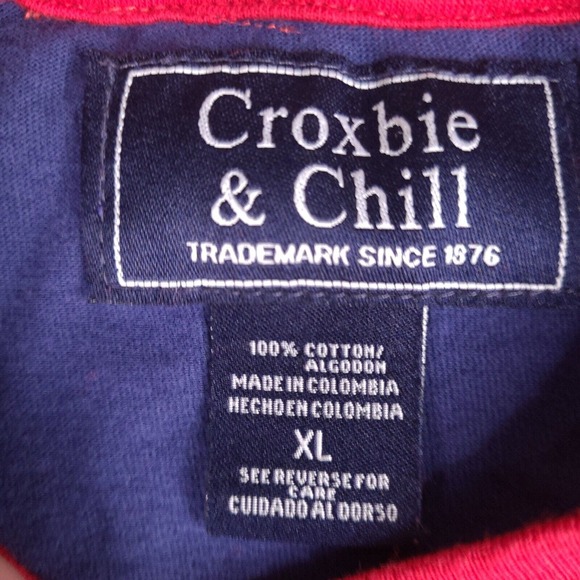 Croxbie
& Chill
TRADEMARK SINCE 1876
100% COTTON/
ALGODON
MADE IN COLOMBIA
HECHO EN COLOMBIA
XL
SEE REVERSE FOR
CARE
CUIDADO AL DORSO